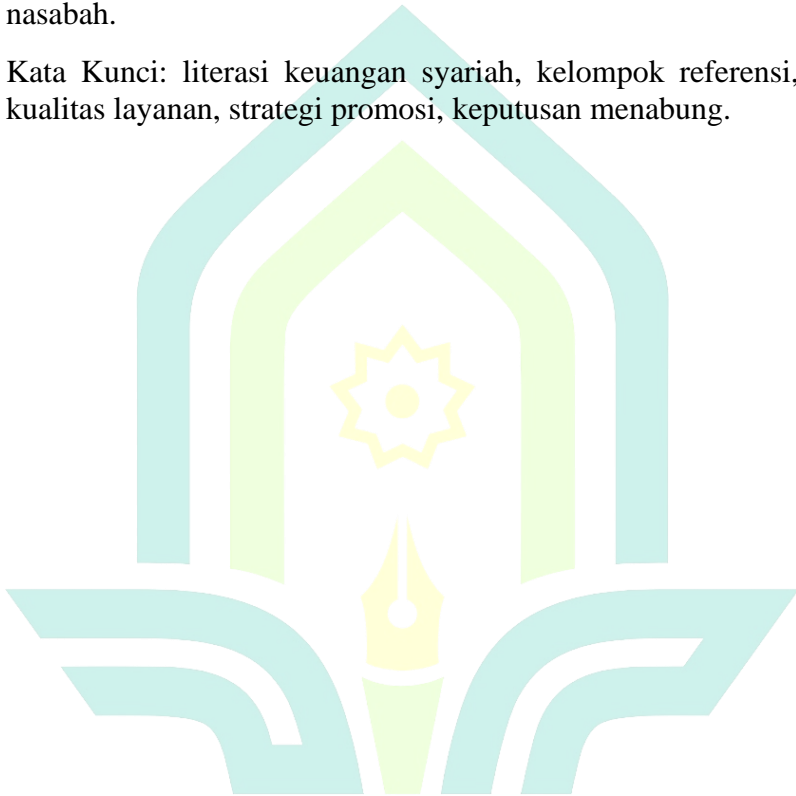 nasabah.
Kata Kunci: literasi keuangan syariah, kelompok referensi,
kualitas layanan, strategi promosi, keputusan menabung.